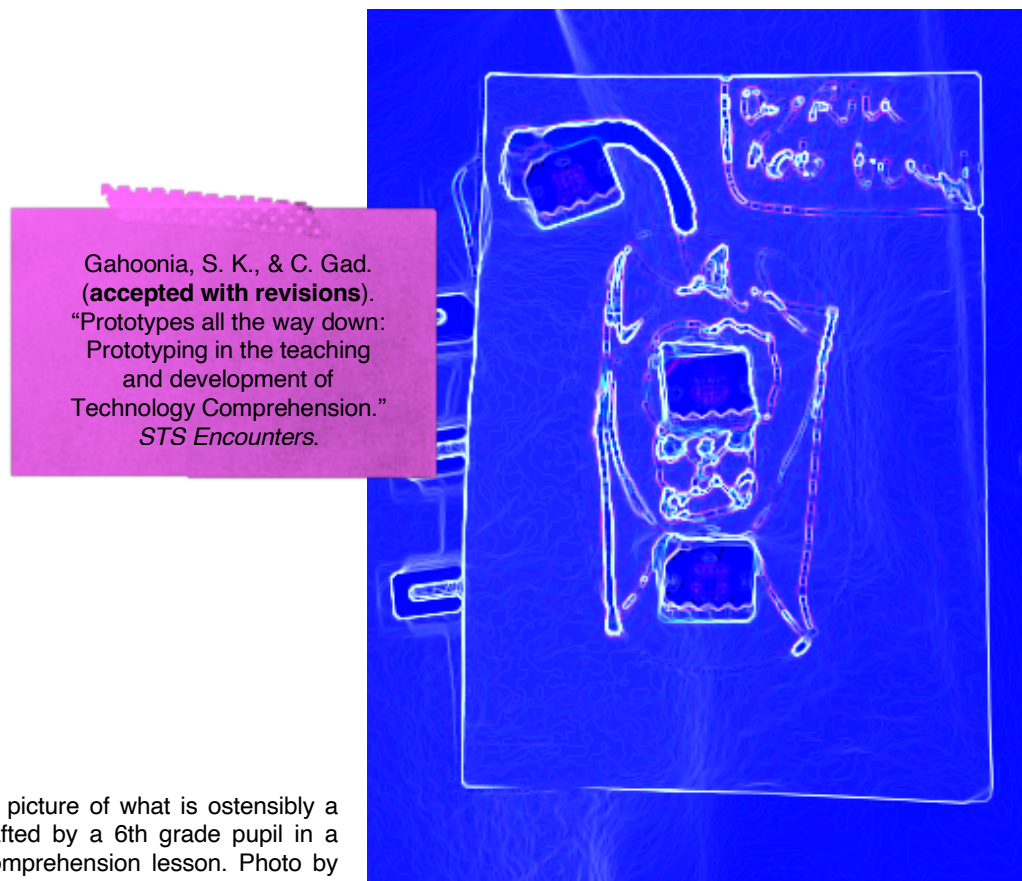 Gahoonia, S. K., & C. Gad.
(accepted with revisions).
“Prototypes all the way down:
Prototyping in the teaching
and development of
Technology Comprehension.”
STS Encounters.
picture of what is ostensibly a
fted by a 6th grade pupil in a
omprehension lesson. Photo by